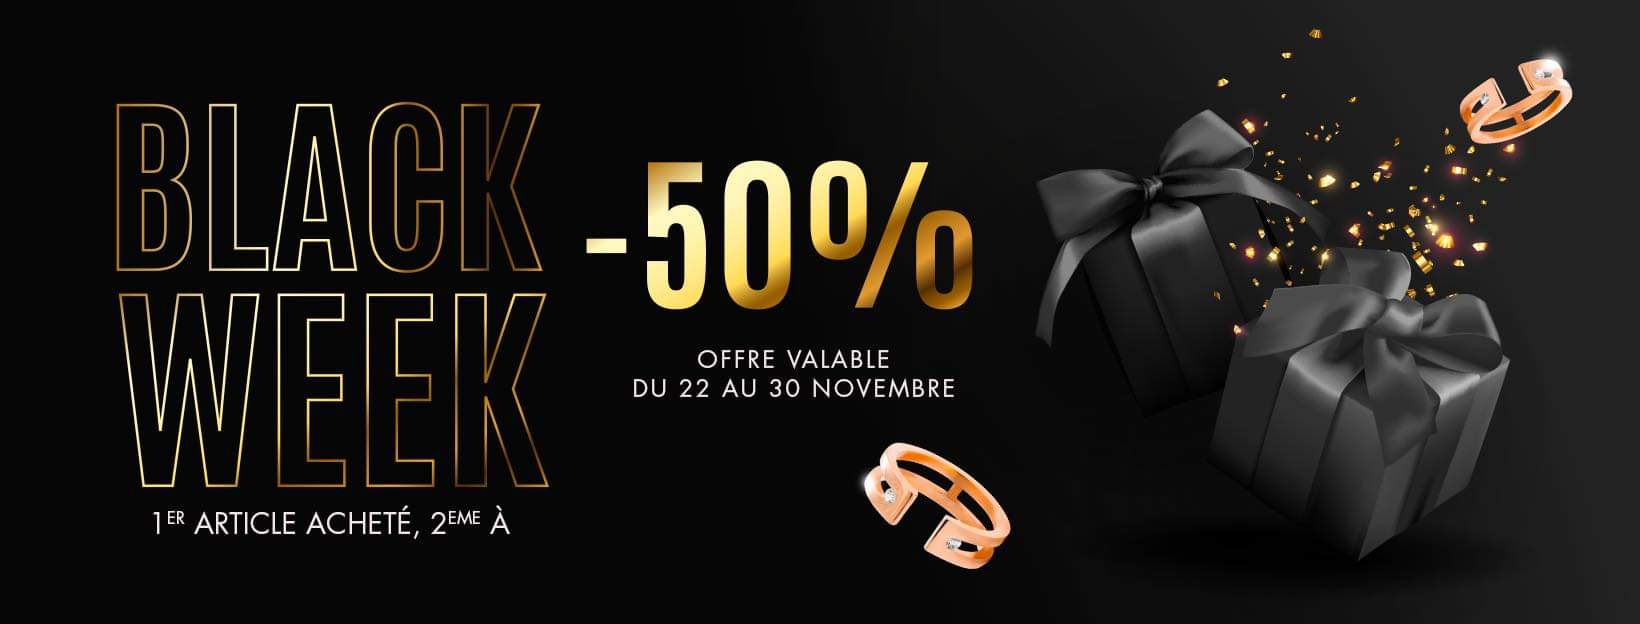 BLACK
WEEK
1ER ARTICLE ACHETÉ, 2EME À
-50%
OFFRE VALABLE
DU 22 AU 30 NOVEMBRE